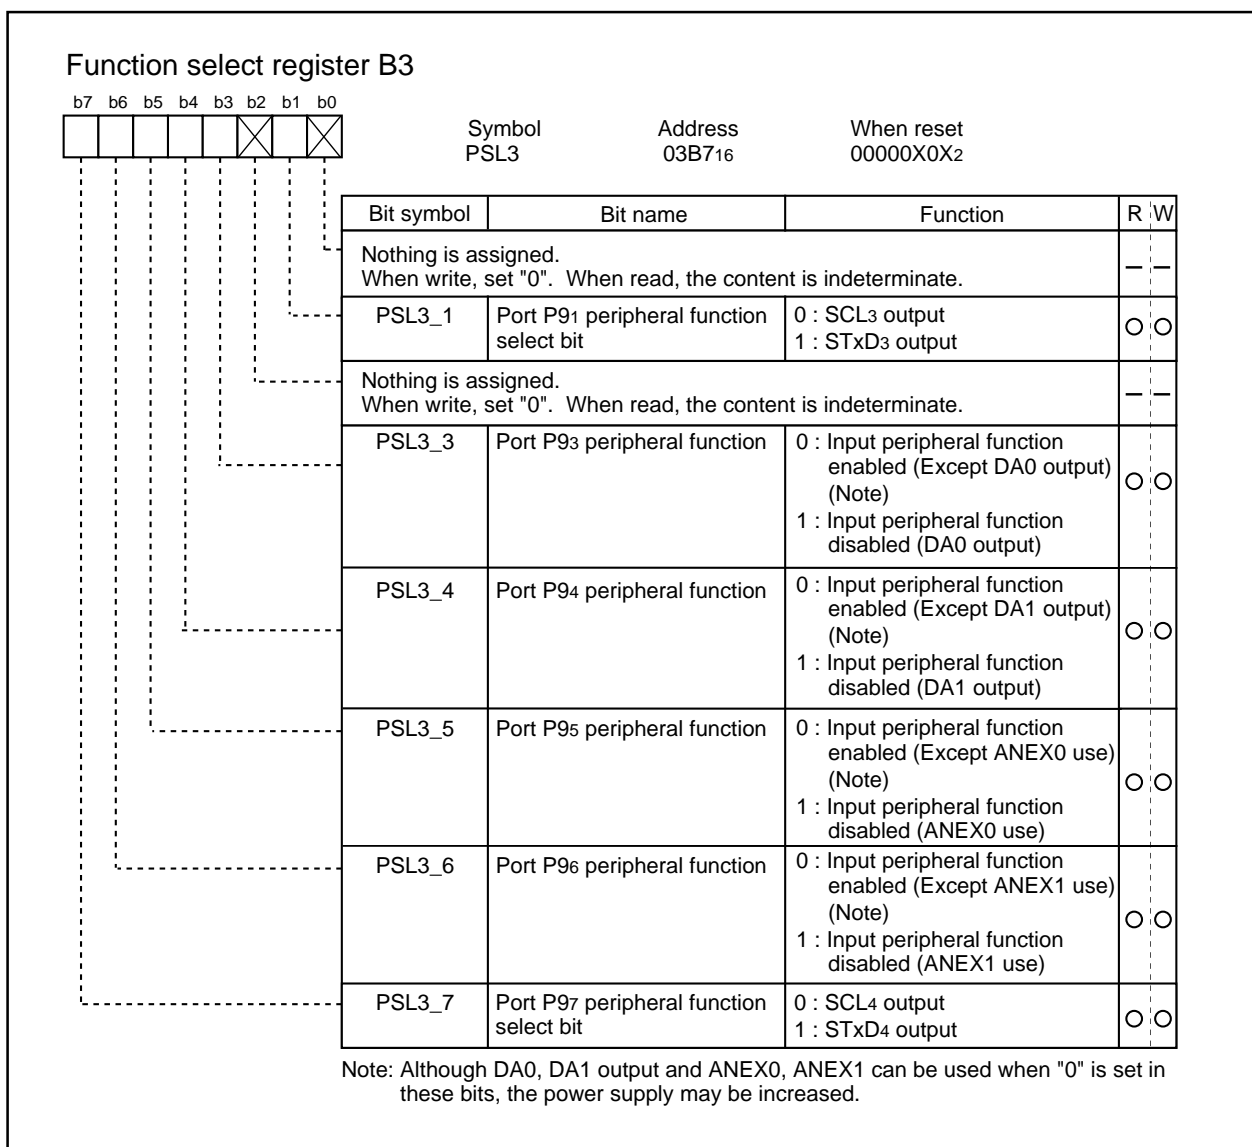 Function select register B3
b7 b6 b5 b4 b3 b2 b1 b0
Symbol Address When reset
PSL3 03B716 00000X0X2
Bit symbol Bit name Function R W
Nothing is assigned.
When write, set "0". When read, the content is indeterminate. – –
PSL3_1 Port P91 peripheral function 0 : SCL3 output
select bit 1 : STxD3 output
Nothing is assigned.
When write, set "0". When read, the content is indeterminate. – –
PSL3_3 Port P93 peripheral function 0 : Input peripheral function
enabled (Except DA0 output)
(Note)
1 : Input peripheral function
disabled (DA0 output)
PSL3_4 Port P94 peripheral function 0 : Input peripheral function
enabled (Except DA1 output)
(Note)
1 : Input peripheral function
disabled (DA1 output)
PSL3_5 Port P95 peripheral function 0 : Input peripheral function
enabled (Except ANEX0 use)
(Note)
1 : Input peripheral function
disabled (ANEX0 use)
PSL3_6 Port P96 peripheral function 0 : Input peripheral function
enabled (Except ANEX1 use)
(Note)
1 : Input peripheral function
disabled (ANEX1 use)
PSL3_7 Port P97 peripheral function 0 : SCL4 output
select bit 1 : STxD4 output
Note: Although DA0, DA1 output and ANEX0, ANEX1 can be used when "0" is set in
these bits, the power supply may be increased.